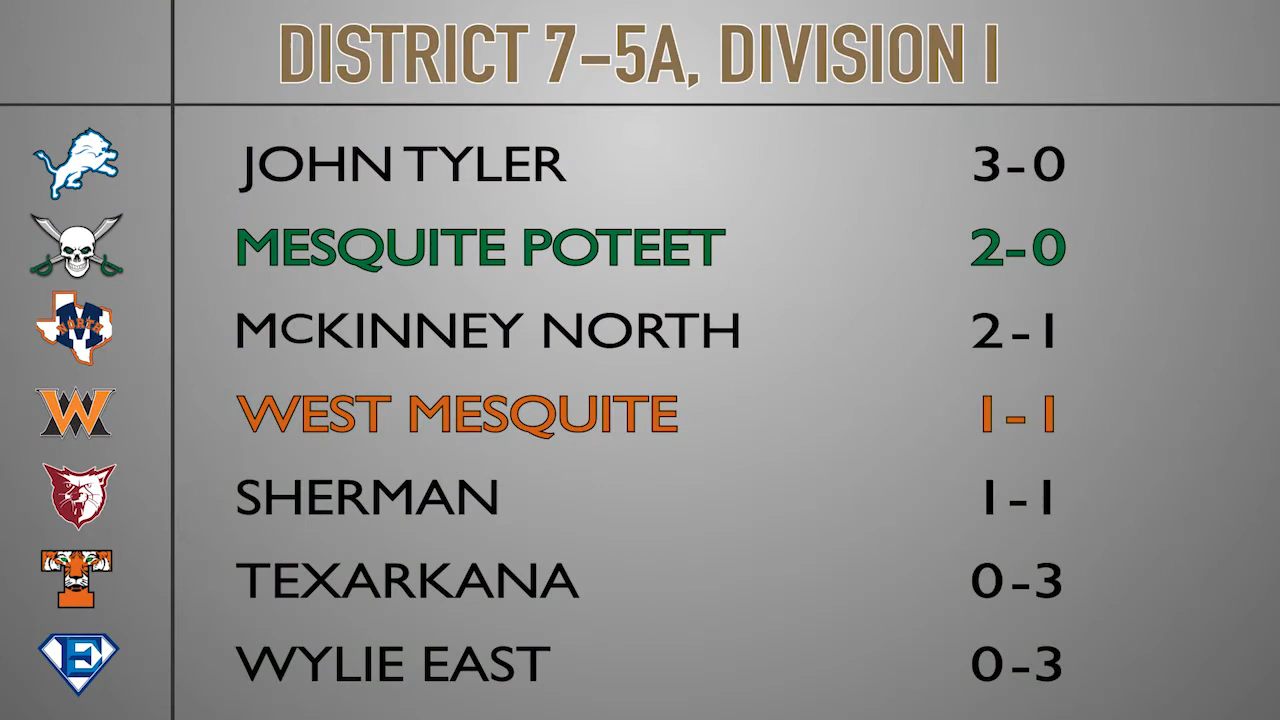 DISTRICT 7-5A, DIVISION I
JOHN TYLER 3-0
MESQUITE POTEET 2-0
NORTH McKINNEY NORTH 2-1
W WEST MESQUITE 1-1
SHERMAN 1-1
T TEXARKANA 0-3
E WYLIE EAST 0-3